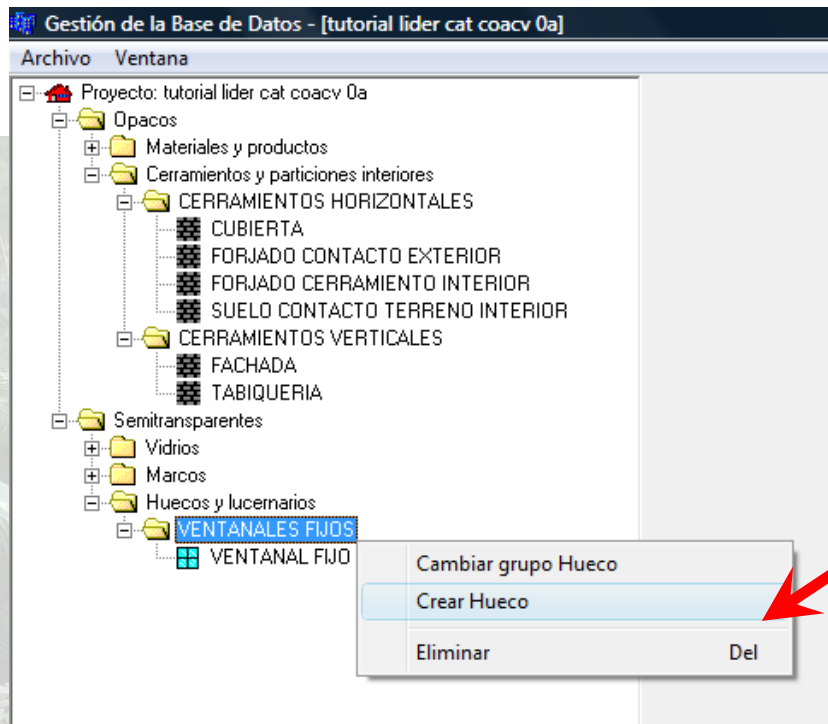 Gestión de la Base de Datos - [tutorial lider cat coacv 0a]
Archivo Ventana
Proyecto: tutorial lider cat coacv 0a
Opacos
Materiales y productos
Cerramientos y particiones interiores
CERRAMIENTOS HORIZONTALES
CUBIERTA
FORJADO CONTACTO EXTERIOR
FORJADO CERRAMIENTO INTERIOR
SUELO CONTACTO TERRENO INTERIOR
CERRAMIENTOS VERTICALES
FACHADA
TABIQUERIA
Semitransparentes
Vidrios
Marcos
Huecos y lucernarios
VENTANALES FIJOS
VENTANAL FIJO
Cambiar grupo Hueco
Crear Hueco
Eliminar Del